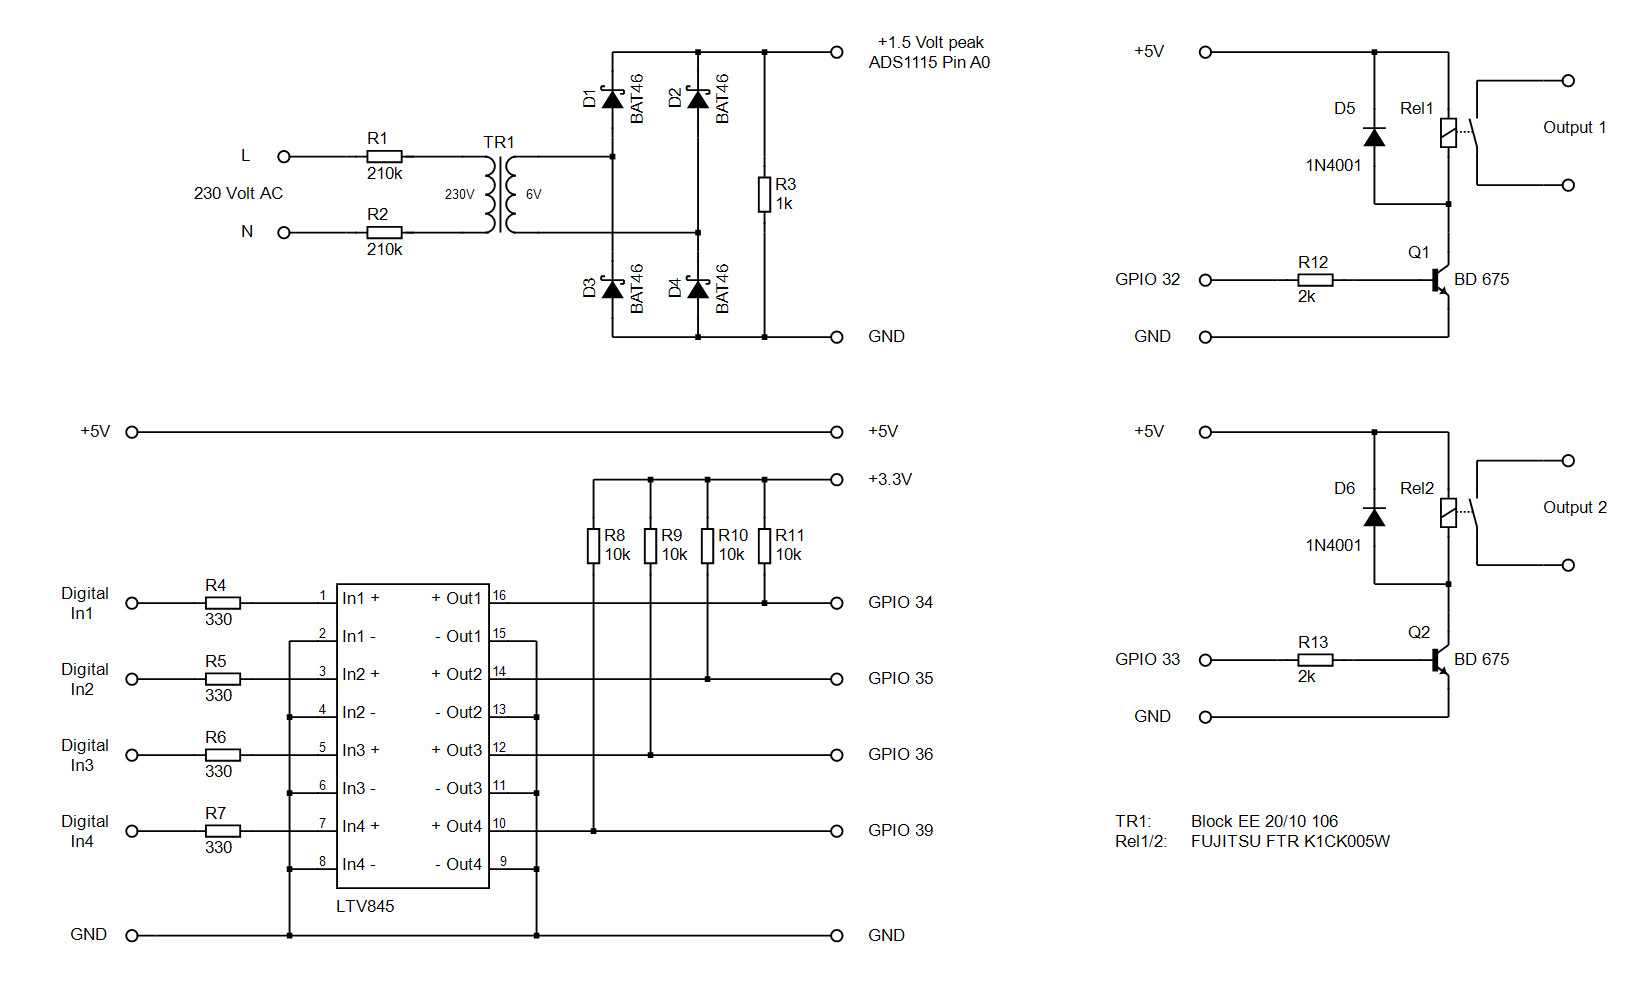 +1.5 Volt peak
ADS1115 Pin A0
D1
BAT46
D2
BAT46
R1
210k
TR1
L
230 Volt AC
230V
6V
R3
1k
N
R2
210k
D3
BAT46
D4
BAT46
GND
+5V
D5
Rel1
Output 1
1N4001
Q1
R12
GPIO 32
BD 675
2k
GND
+5V
+5V
+3.3V
R8
10k
R9
10k
R10
10k
R11
10k
Digital
In1
R4
330
1
In1 +
+ Out1
16
GPIO 34
2
In1 -
- Out1
15
Digital
In2
R5
330
3
In2 +
+ Out2
14
GPIO 35
4
In2 -
- Out2
13
Digital
In3
R6
330
5
In3 +
+ Out3
12
GPIO 36
6
In3 -
- Out3
11
Digital
In4
R7
330
7
In4 +
+ Out4
10
GPIO 39
8
In4 -
- Out4
9
LTV845
GND
GND
+5V
D6
Rel2
Output 2
1N4001
Q2
R13
GPIO 33
BD 675
2k
GND
TR1: Block EE 20/10 106
Rel1/2: FUJITSU FTR K1CK005W